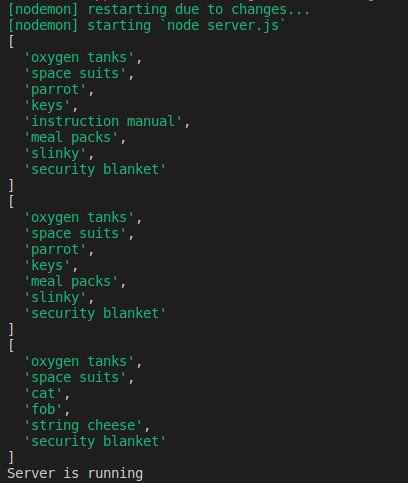 [nodemon] restarting due to changes...
[nodemon] starting `node server.js`
[
  'oxygen tanks',
  'space suits',
  'parrot',
  'keys',
  'instruction manual',
  'meal packs',
  'slinky',
  'security blanket'
]
[
  'oxygen tanks',
  'space suits',
  'parrot',
  'keys',
  'meal packs',
  'slinky',
  'security blanket'
]
[
  'oxygen tanks',
  'space suits',
  'cat',
  'fob',
  'string cheese',
  'security blanket'
]
Server is running